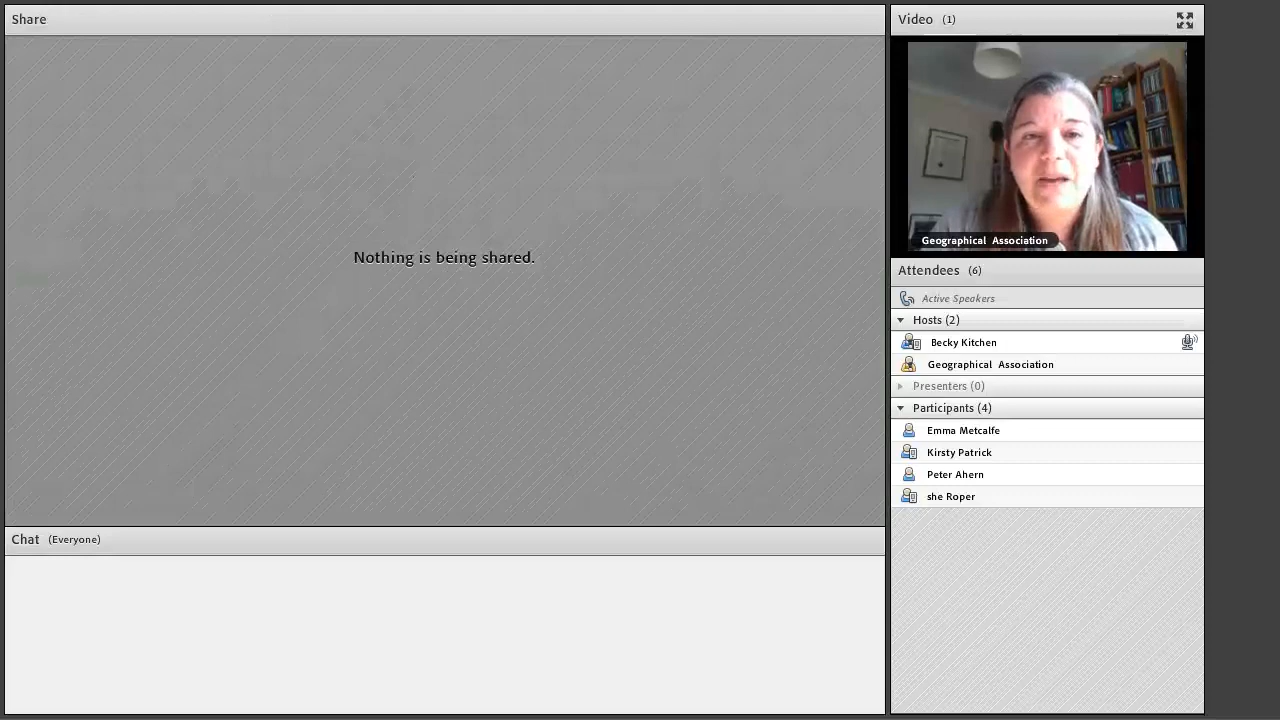 Share
Nothing is being shared.
Chat (Everyone)
Video (1)
Geographical Association
Attendees (6)
Active Speakers
Hosts (2)
Becky Kitchen
Geographical Association
Presenters (0)
Participants (4)
Emma Metcalfe
Kirsty Patrick
Peter Ahern
she Roper